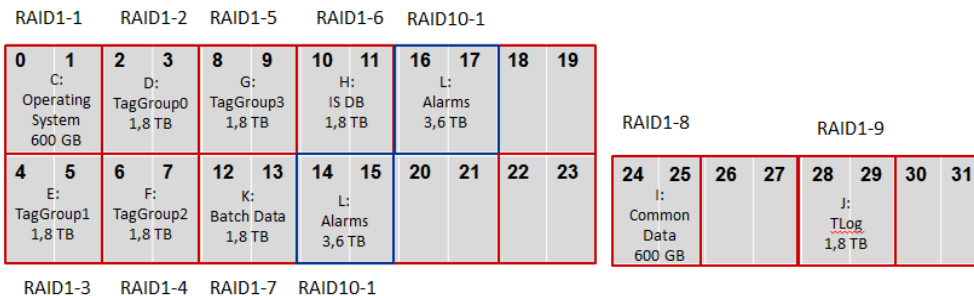 RAID1-1 RAID1-2 RAID1-5 RAID1-6 RAID10-1
0 1 2 3 8 9 10 11 16 17 18 19
C: D: G: H: L:
Operating TagGroup0 TagGroup3 IS DB Alarms
System 1,8 TB 1,8 TB 1,8 TB 3,6 TB
600 GB
4 5 6 7 12 13 14 15 20 21 22 23
E: F: K: L:
TagGroup1 TagGroup2 Batch Data Alarms
1,8 TB 1,8 TB 1,8 TB 3,6 TB
RAID1-3 RAID1-4 RAID1-7 RAID10-1
RAID1-8 RAID1-9
24 25 26 27 28 29 30 31
I: J:
Common TLog
Data 1,8 TB
600 GB